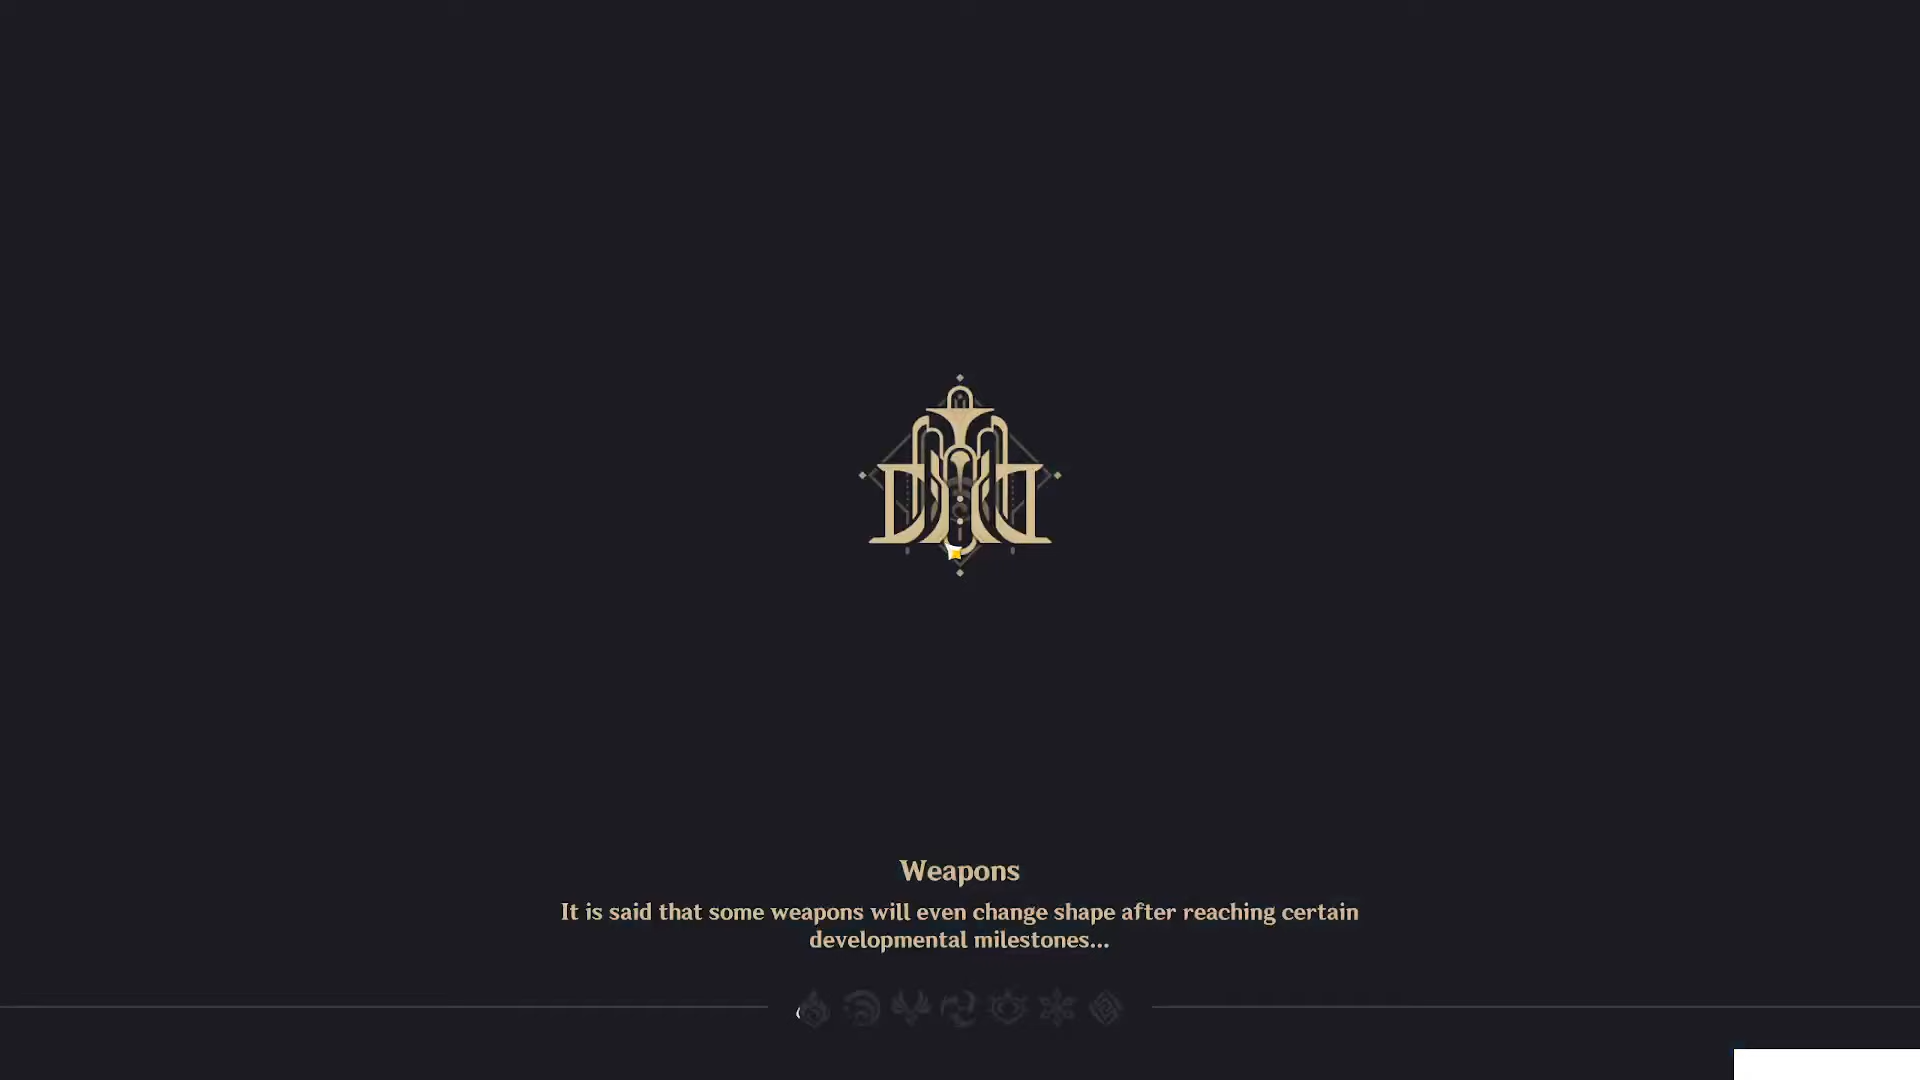 Weapons
It is said that some weapons will even change shape after reaching certain
developmental milestones...